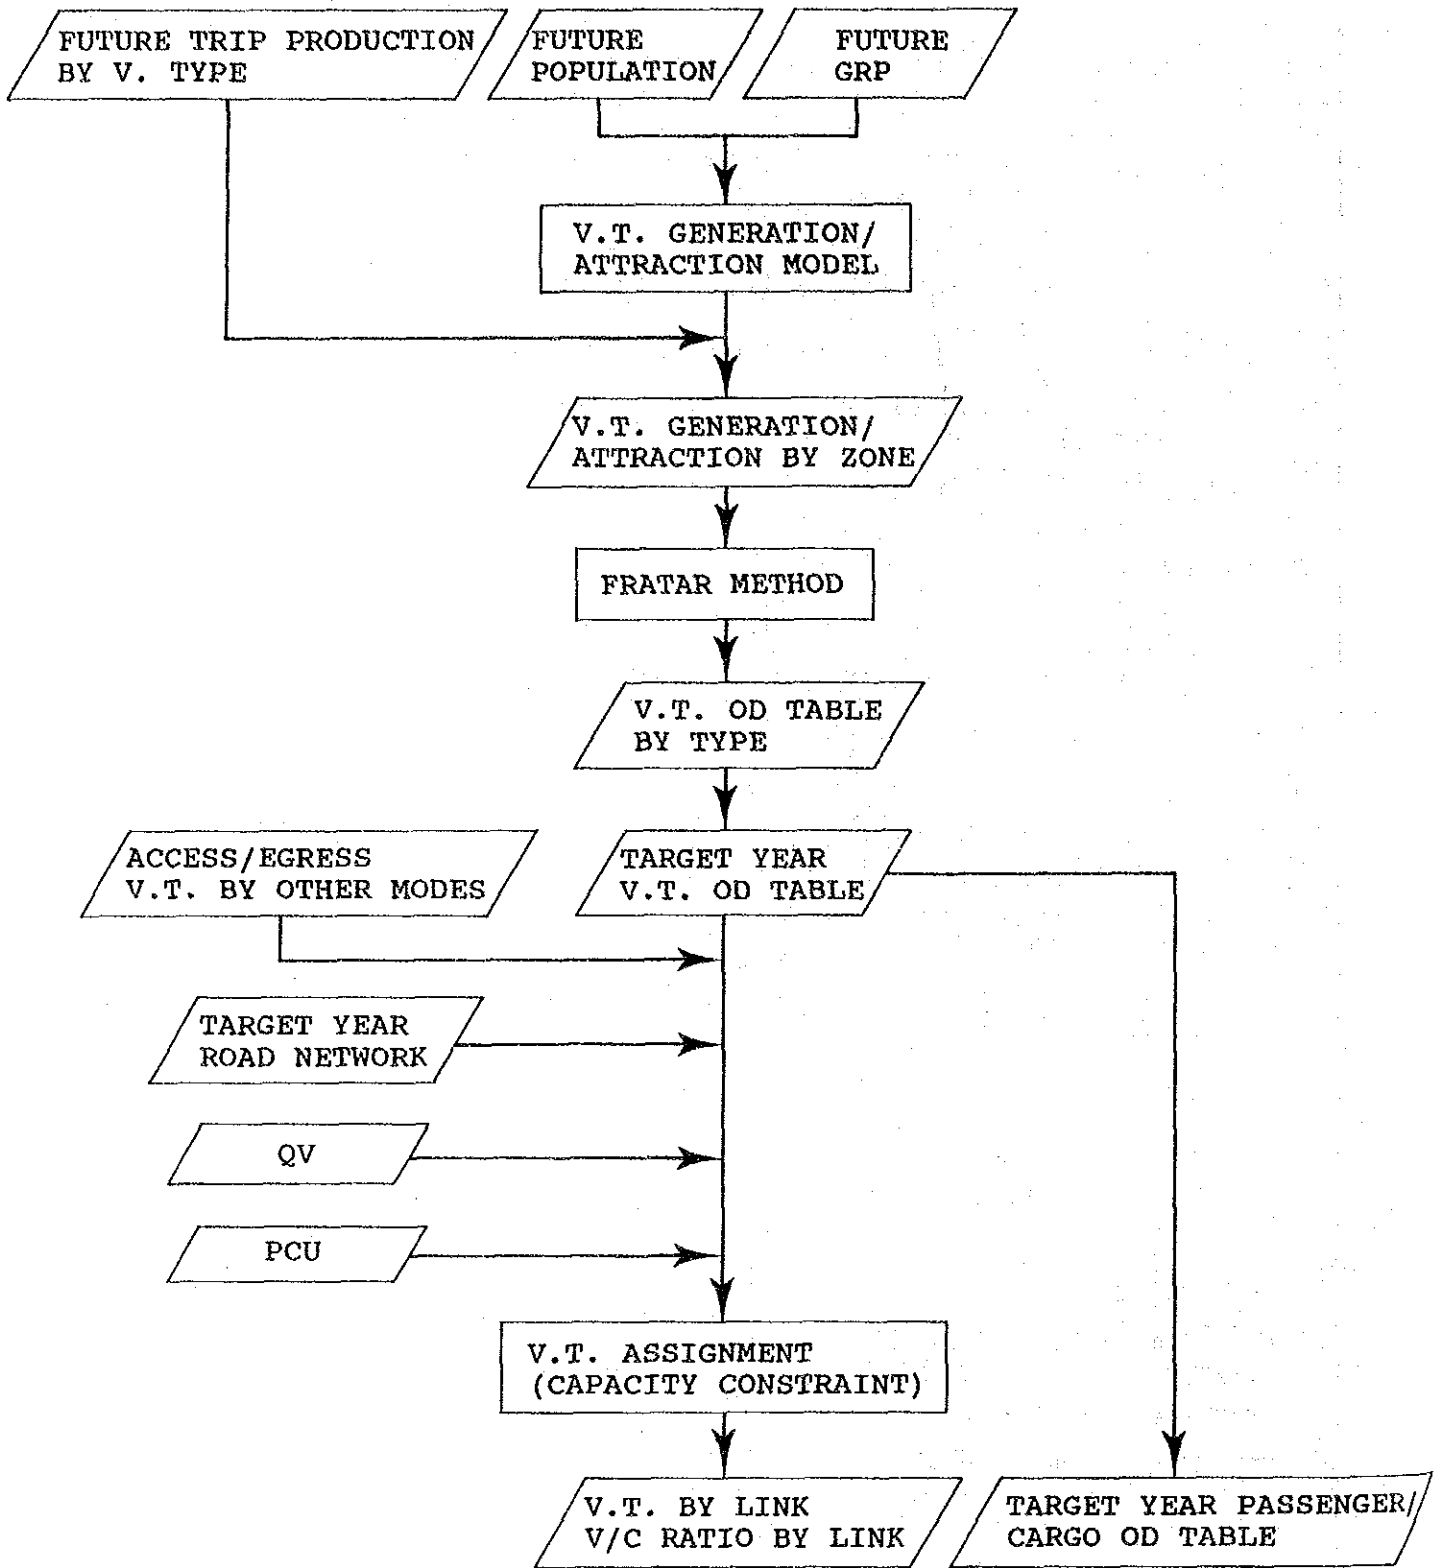 FUTURE TRIP PRODUCTION
BY V. TYPE
FUTURE
POPULATION
FUTURE
GRP
V.T. GENERATION/
ATTRACTION MODEL
V.T. GENERATION/
ATTRACTION BY ZONE
FRATAR METHOD
V.T. OD TABLE
BY TYPE
ACCESS/EGRESS
V.T. BY OTHER MODES
TARGET YEAR
V.T. OD TABLE
TARGET YEAR
ROAD NETWORK
QV
PCU
V.T. ASSIGNMENT
(CAPACITY CONSTRAINT)
V.T. BY LINK
V/C RATIO BY LINK
TARGET YEAR PASSENGER/
CARGO OD TABLE